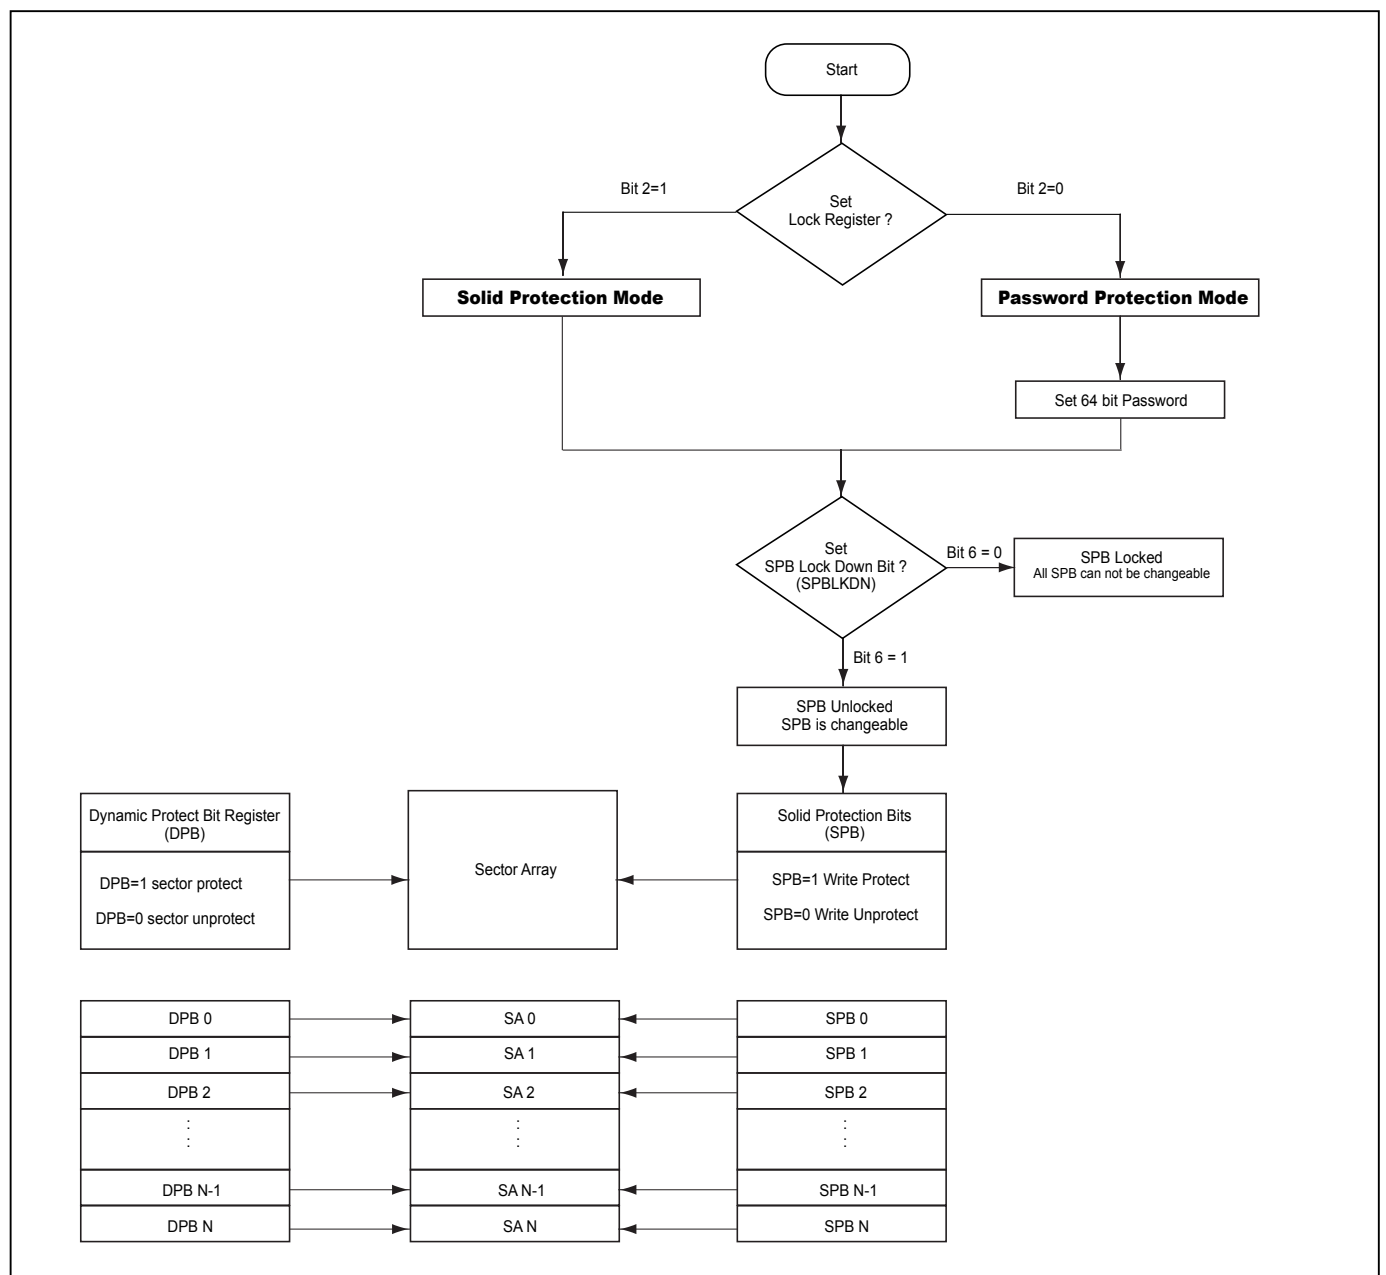 Start
Bit 2=1
Bit 2=0
Set
Lock Register ?
Solid Protection Mode
Password Protection Mode
Set 64 bit Password
Set
SPB Lock Down Bit ?
(SPBLKDN)
Bit 6 = 0
SPB Locked
All SPB can not be changeable
Bit 6 = 1
SPB Unlocked
SPB is changeable
Dynamic Protect Bit Register
(DPB)
DPB=1 sector protect
DPB=0 sector unprotect
Sector Array
Solid Protection Bits
(SPB)
SPB=1 Write Protect
SPB=0 Write Unprotect
DPB 0
SA 0
SPB 0
DPB 1
SA 1
SPB 1
DPB 2
SA 2
SPB 2
DPB N-1
SA N-1
SPB N-1
DPB N
SA N
SPB N